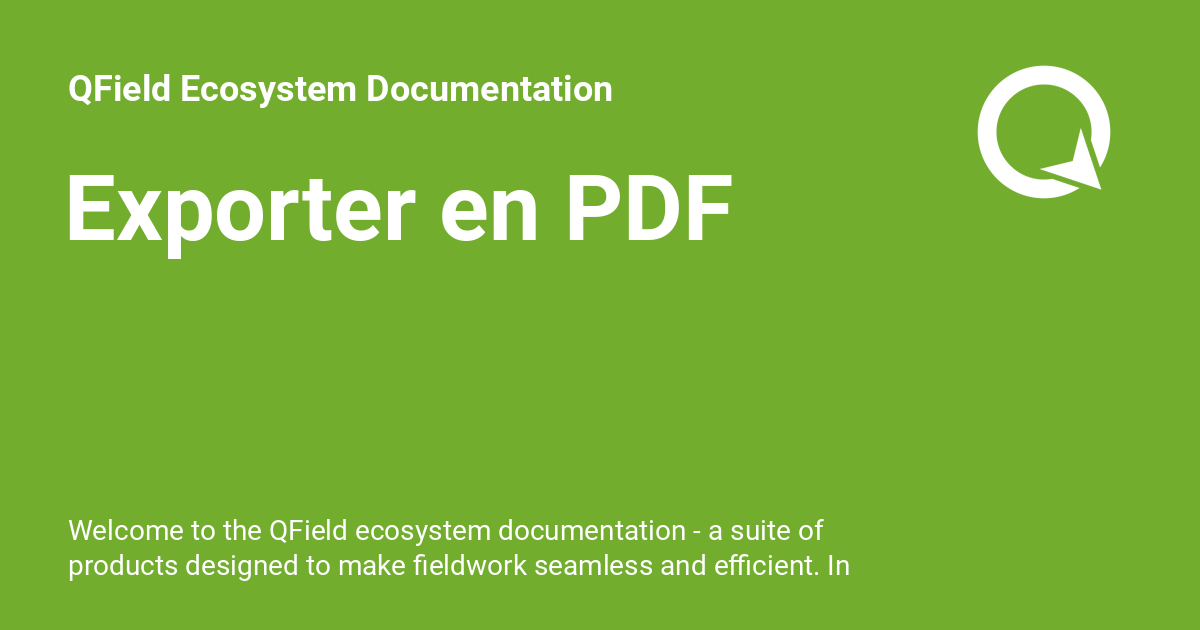 QField Ecosystem Documentation
Exporter en PDF
Welcome to the QField ecosystem documentation - a suite of
products designed to make fieldwork seamless and efficient. In